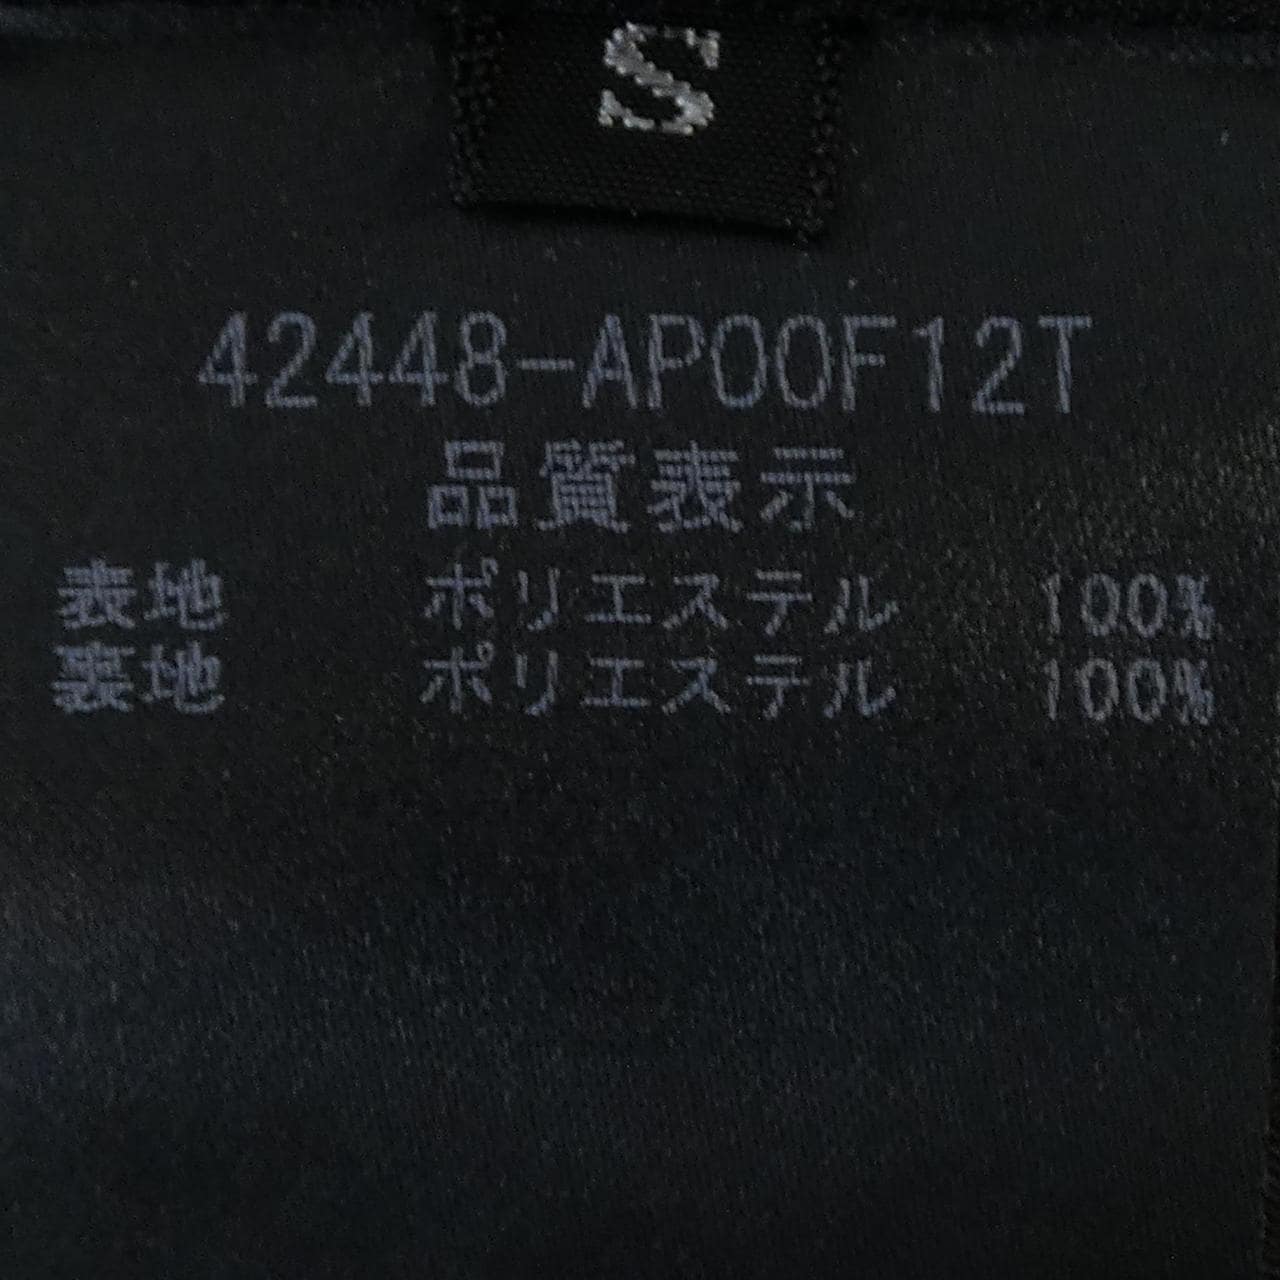 S
42448-AP00F12T
品質表示
表地 ポリエステル 100%
裏地 ポリエステル 100%